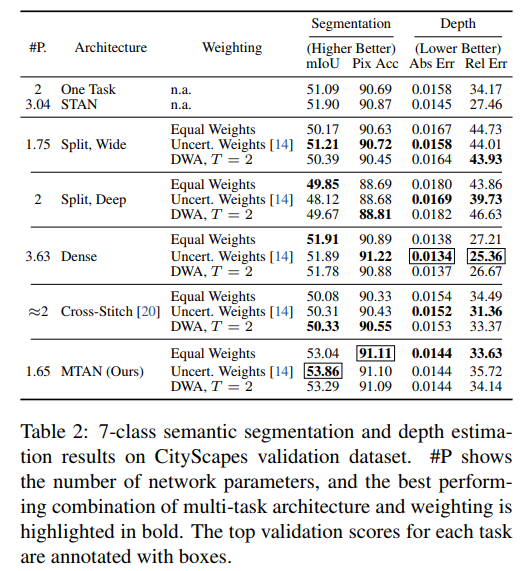 Segmentation Depth
#P. Architecture Weighting (Higher Better) (Lower Better)
mIoU Pix Acc Abs Err Rel Err
2 One Task n.a. 51.09 90.69 0.0158 34.17
3.04 STAN n.a. 51.90 90.87 0.0145 27.46
Equal Weights 50.17 90.63 0.0167 44.73
1.75 Split, Wide Uncert. Weights [14] 51.21 90.72 0.0158 44.01
DWA, T = 2 50.39 90.45 0.0164 43.93
Equal Weights 49.85 88.69 0.0180 43.86
2 Split, Deep Uncert. Weights [14] 48.12 88.68 0.0169 39.73
DWA, T = 2 49.67 88.81 0.0182 46.63
Equal Weights 51.91 90.89 0.0138 27.21
3.63 Dense Uncert. Weights [14] 51.89 91.22 0.0134 25.36
DWA, T = 2 51.78 90.88 0.0137 26.67
Equal Weights 50.08 90.33 0.0154 34.49
≈2 Cross-Stitch [20] Uncert. Weights [14] 50.31 90.43 0.0152 31.36
DWA, T = 2 50.33 90.55 0.0153 33.37
Equal Weights 53.04 91.11 0.0144 33.63
1.65 MTAN (Ours) Uncert. Weights [14] 53.86 91.10 0.0144 35.72
DWA, T = 2 53.29 91.09 0.0144 34.14
Table 2: 7-class semantic segmentation and depth estima-
tion results on CityScapes validation dataset. #P shows
the number of network parameters, and the best perform-
ing combination of multi-task architecture and weighting is
highlighted in bold. The top validation scores for each task
are annotated with boxes.